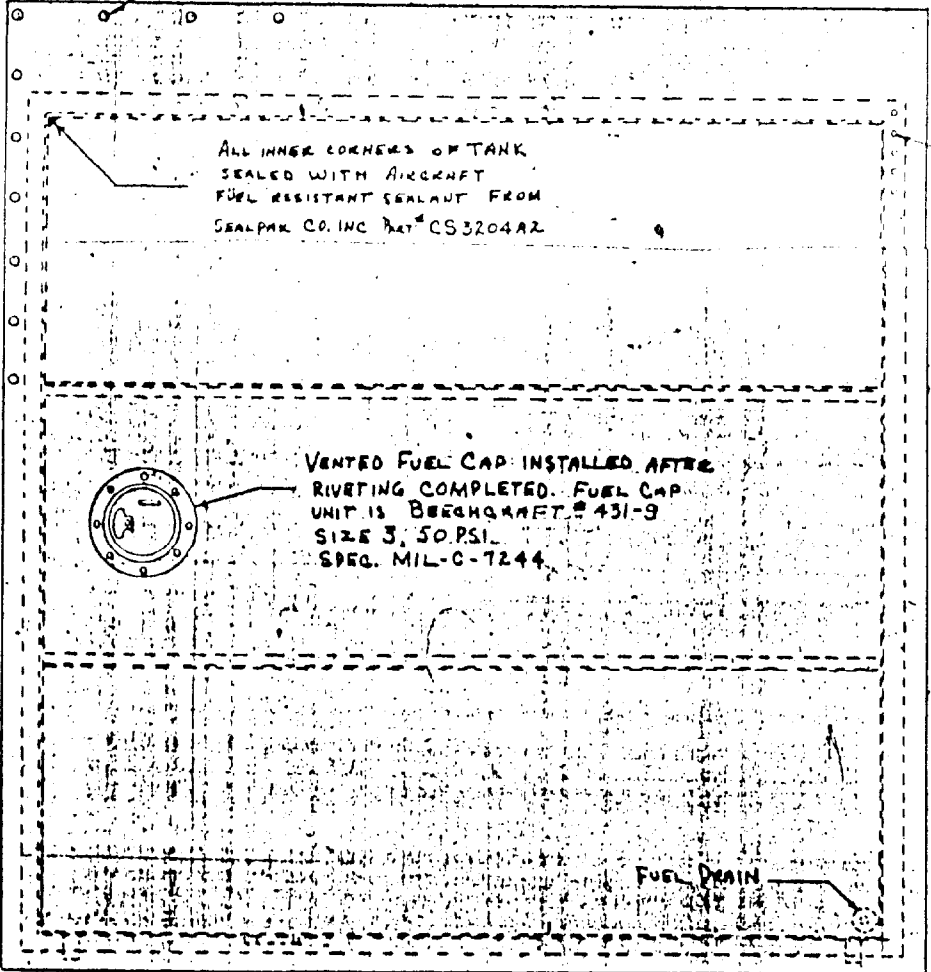 ALL INNER CORNERS OF TANK
SEALED WITH AIRCRAFT
FUEL RESISTANT SEALANT FROM
SEALPAK CO. INC PART # CS3204A2
VENTED FUEL CAP INSTALLED AFTER
RIVETING COMPLETED. FUEL CAP
UNIT IS BEECHCRAFT # 431-9
SIZE 3, 50 PSI.
SPEC. MIL-C-7244
FUEL DRAIN